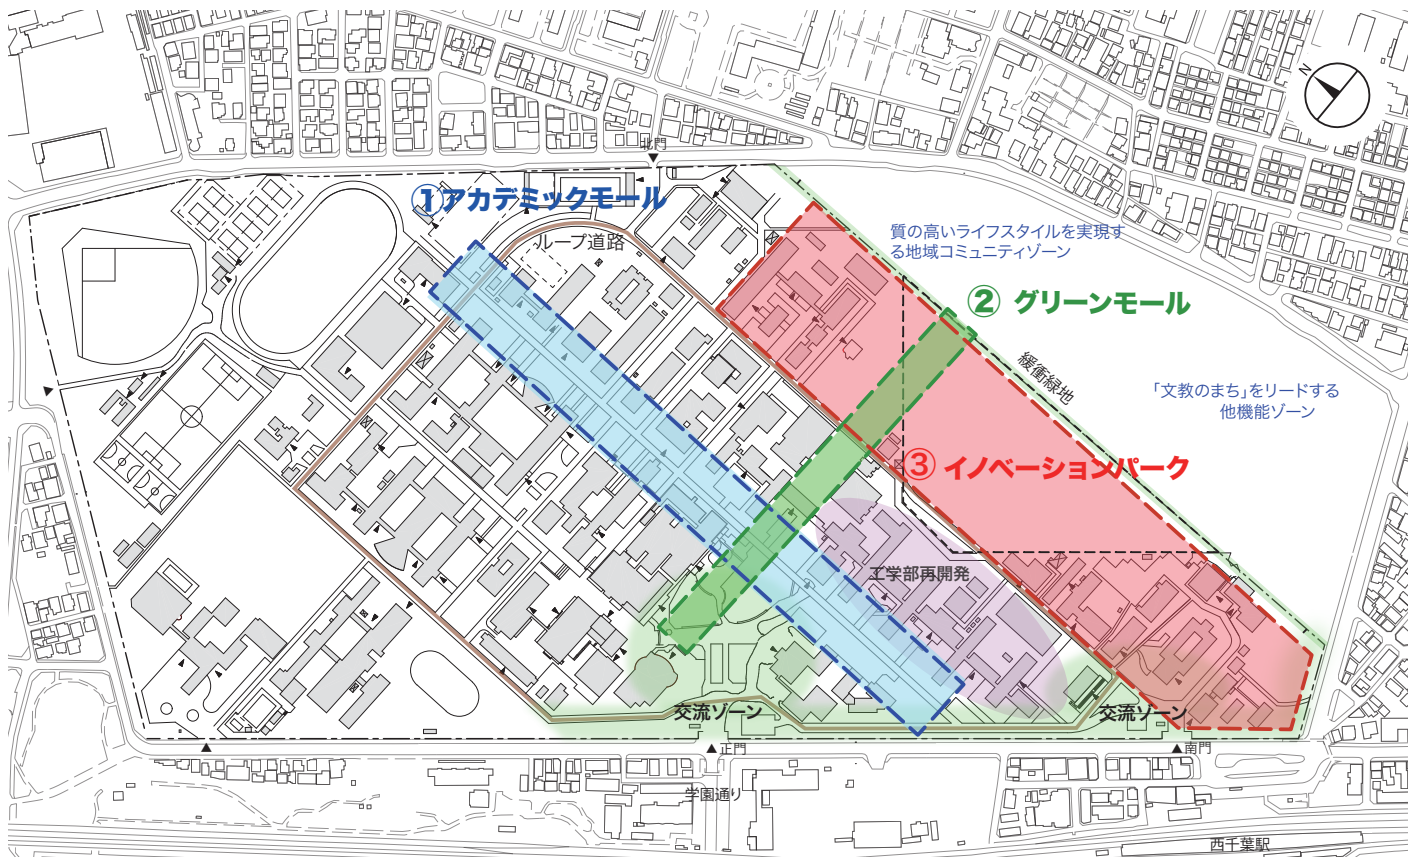 N
北門
①アカデミックモール
ループ道路
質の高いライフスタイルを実現す
る地域コミュニティゾーン
② グリーンモール
緩衝緑地
「文教のまち」をリードする
他機能ゾーン
③ イノベーションパーク
工学部再開発
交流ゾーン
交流ゾーン
正門
南門
学園通り
西千葉駅